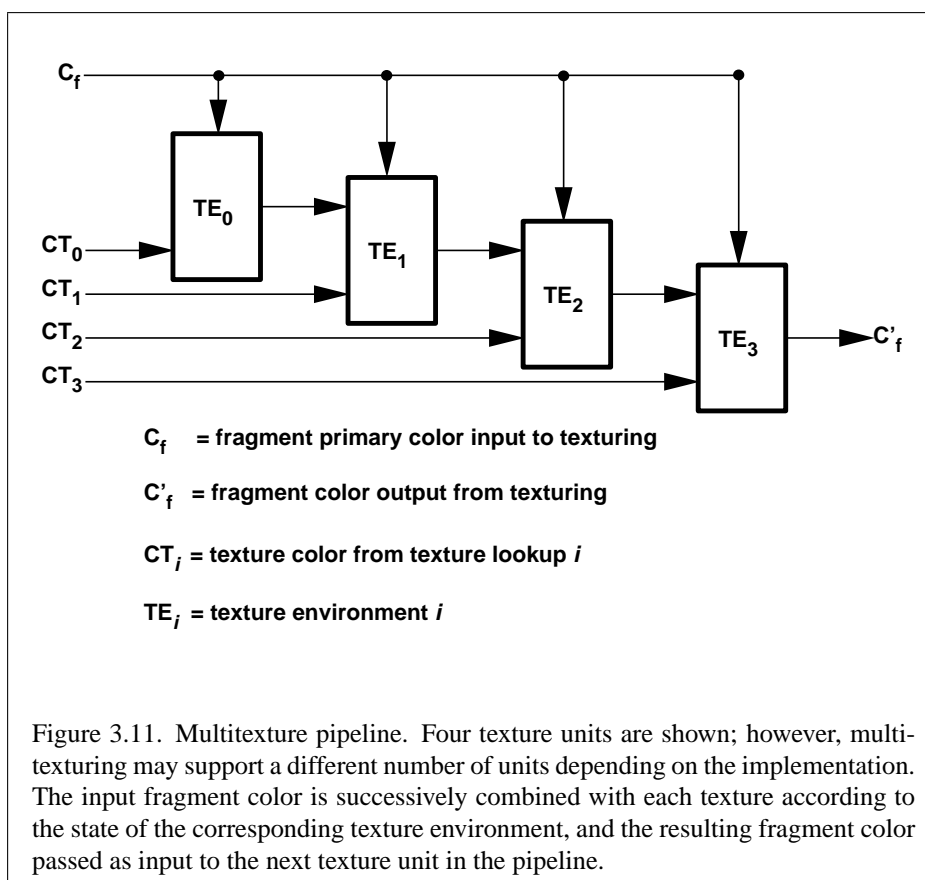 C_f
TE_0
TE_1
CT_0
TE_2
CT_1
CT_2
TE_3
C'_f
CT_3
C_f = fragment primary color input to texturing
C'_f = fragment color output from texturing
CT_i = texture color from texture lookup i
TE_i = texture environment i
Figure 3.11. Multitexture pipeline. Four texture units are shown; however, multi-
texturing may support a different number of units depending on the implementation.
The input fragment color is successively combined with each texture according to
the state of the corresponding texture environment, and the resulting fragment color
passed as input to the next texture unit in the pipeline.